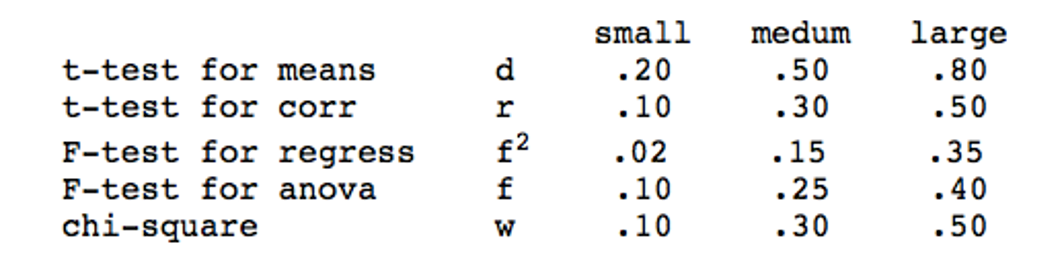 small medum large
t-test for means d .20 .50 .80
t-test for corr r .10 .30 .50
F-test for regress f² .02 .15 .35
F-test for anova f .10 .25 .40
chi-square w .10 .30 .50